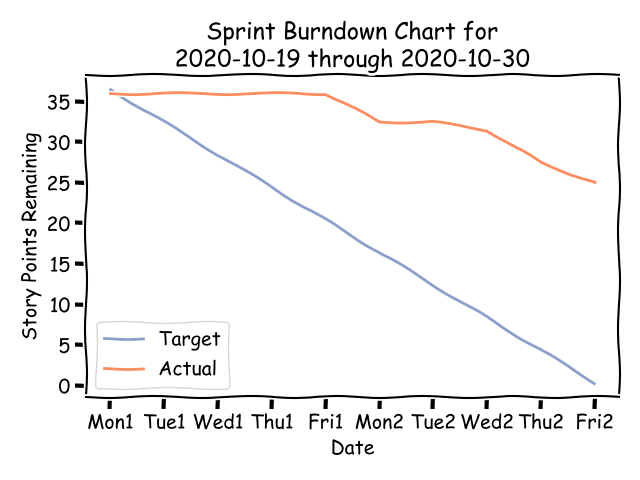 Sprint Burndown Chart for
2020-10-19 through 2020-10-30
Story Points Remaining
35
30
25
20
15
10
5
0
Target
Actual
Mon1 Tue1 Wed1 Thu1 Fri1 Mon2 Tue2 Wed2 Thu2 Fri2
Date